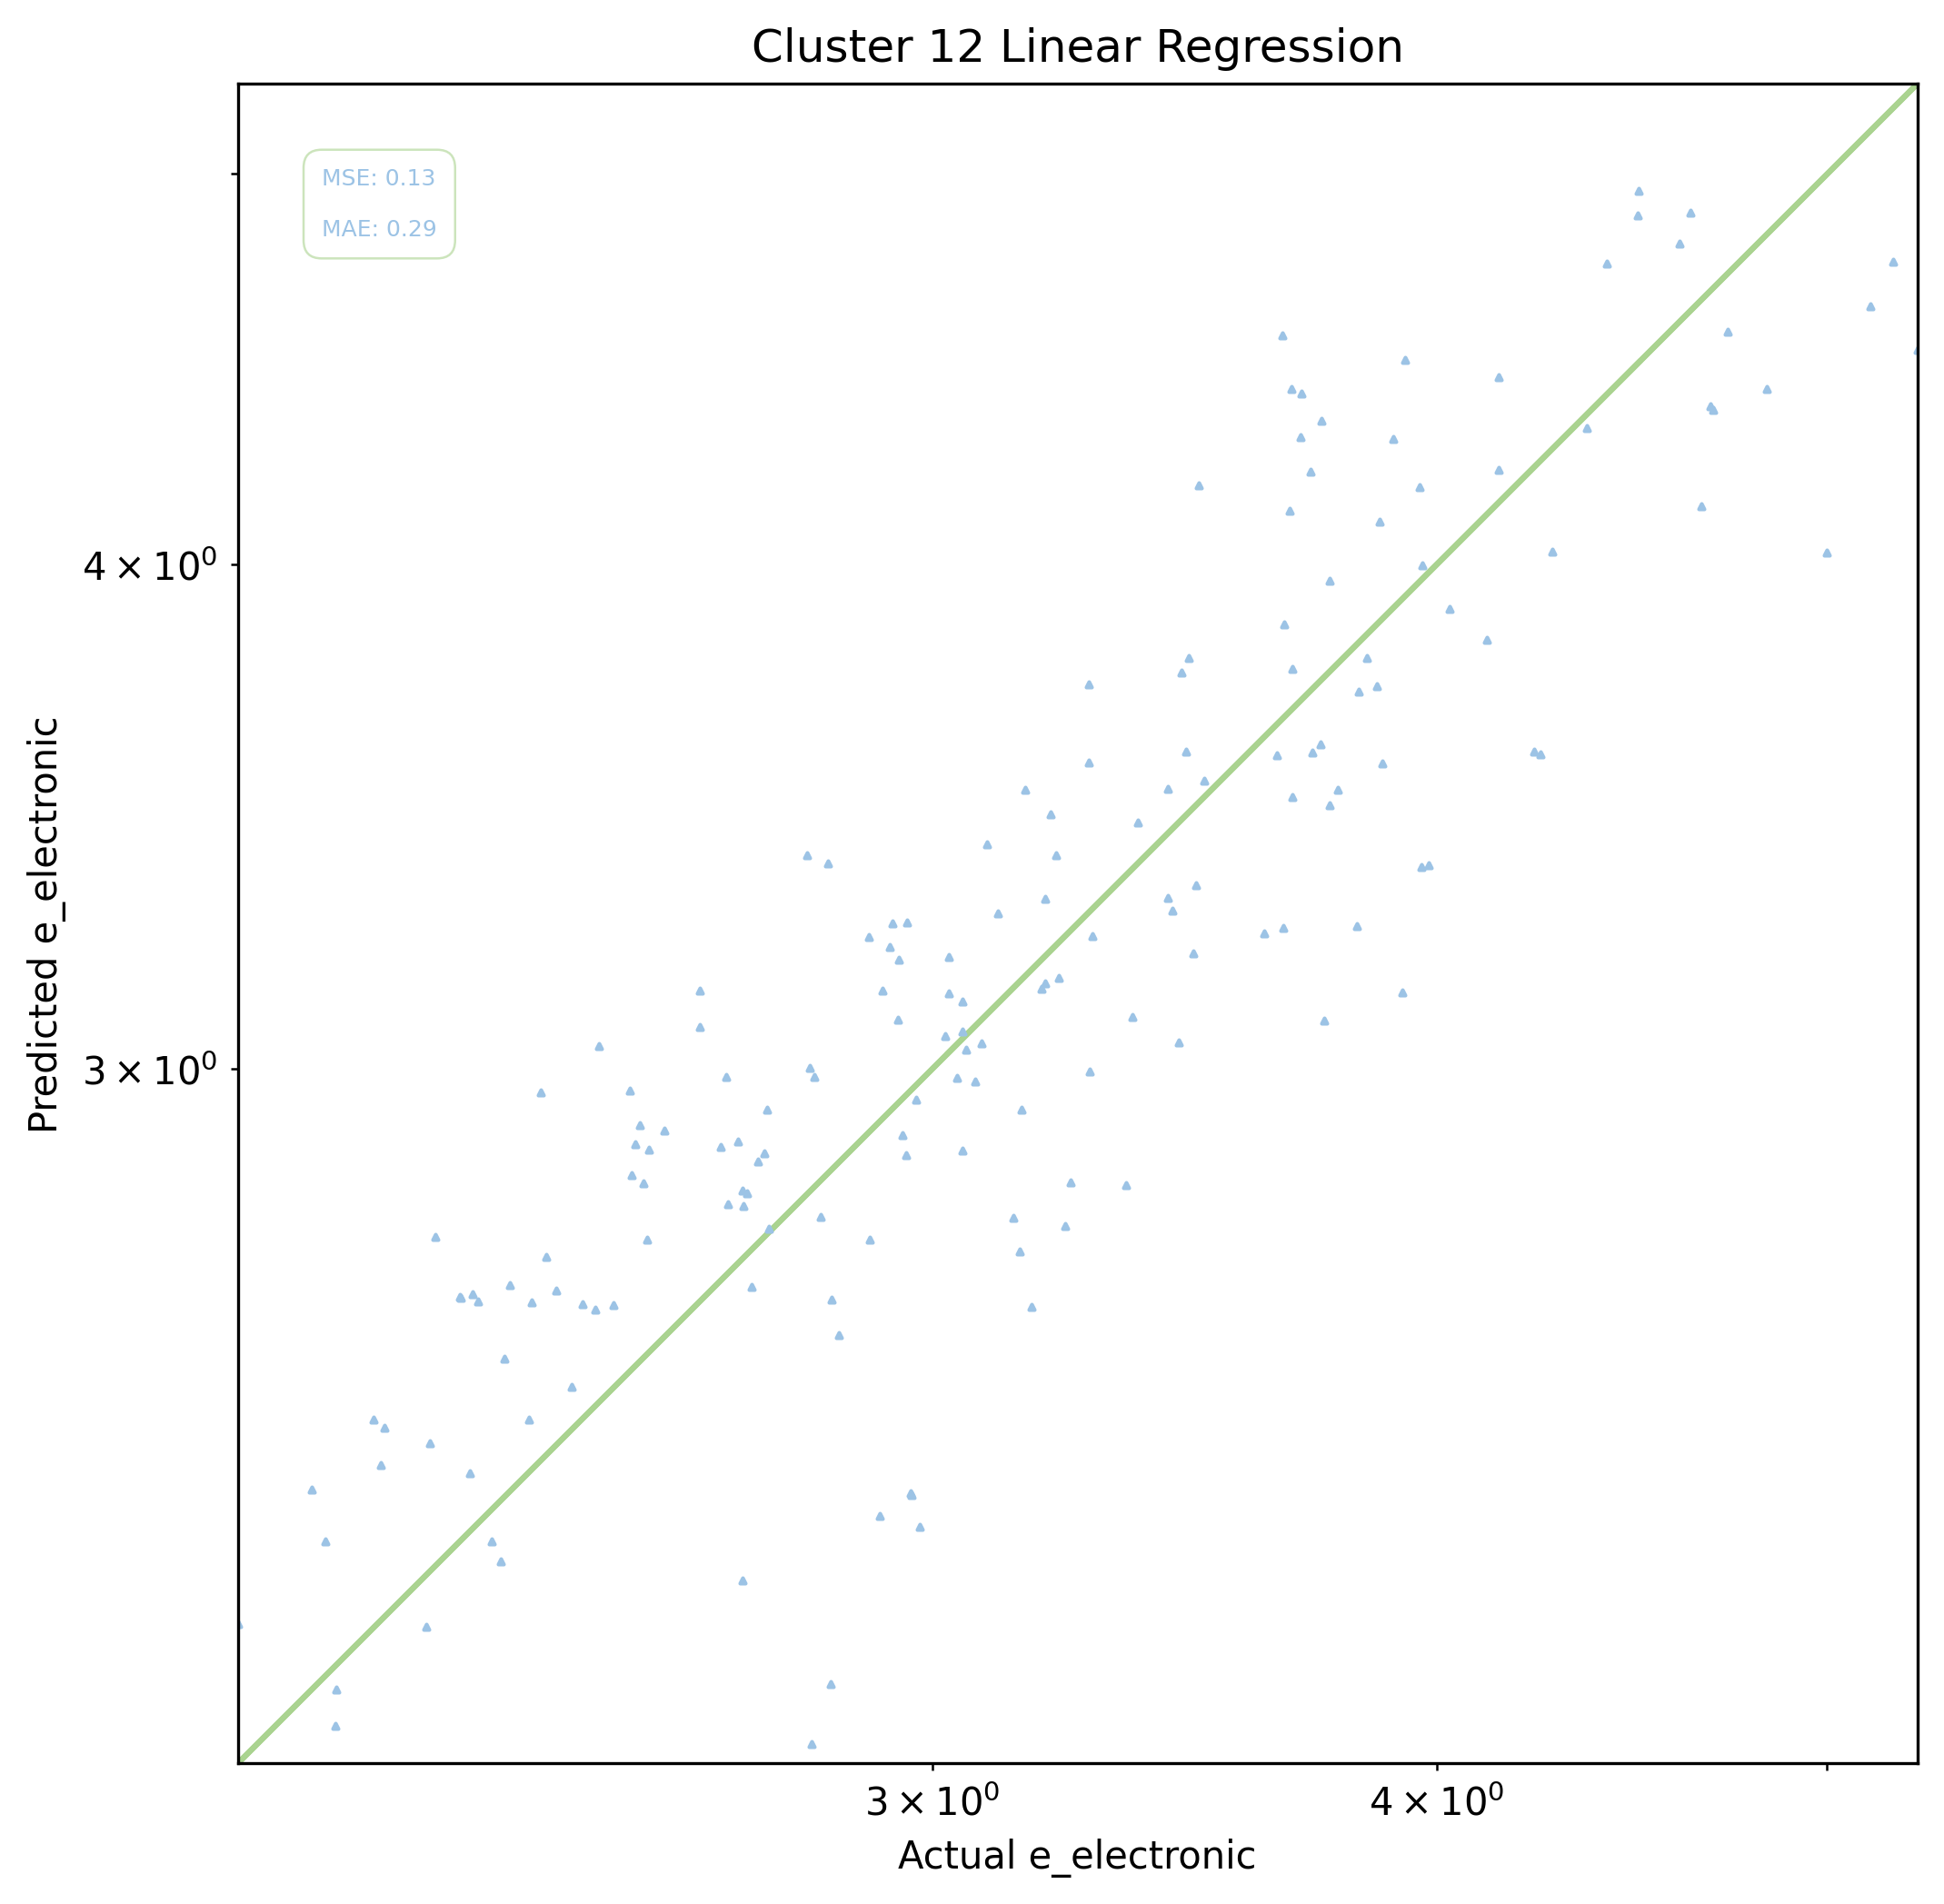 Cluster 12 Linear Regression
MSE: 0.13
MAE: 0.29
Predicted e_electronic
4 × 10⁰
3 × 10⁰
3 × 10⁰
4 × 10⁰
Actual e_electronic